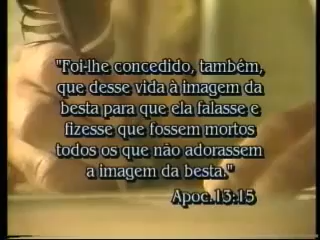 "Foi-lhe concedido, também,
que desse vida à imagem da
besta para que ela falasse e
fizesse que fossem mortos
todos os que não adorassem
a imagem da besta."
Apoc.13:15